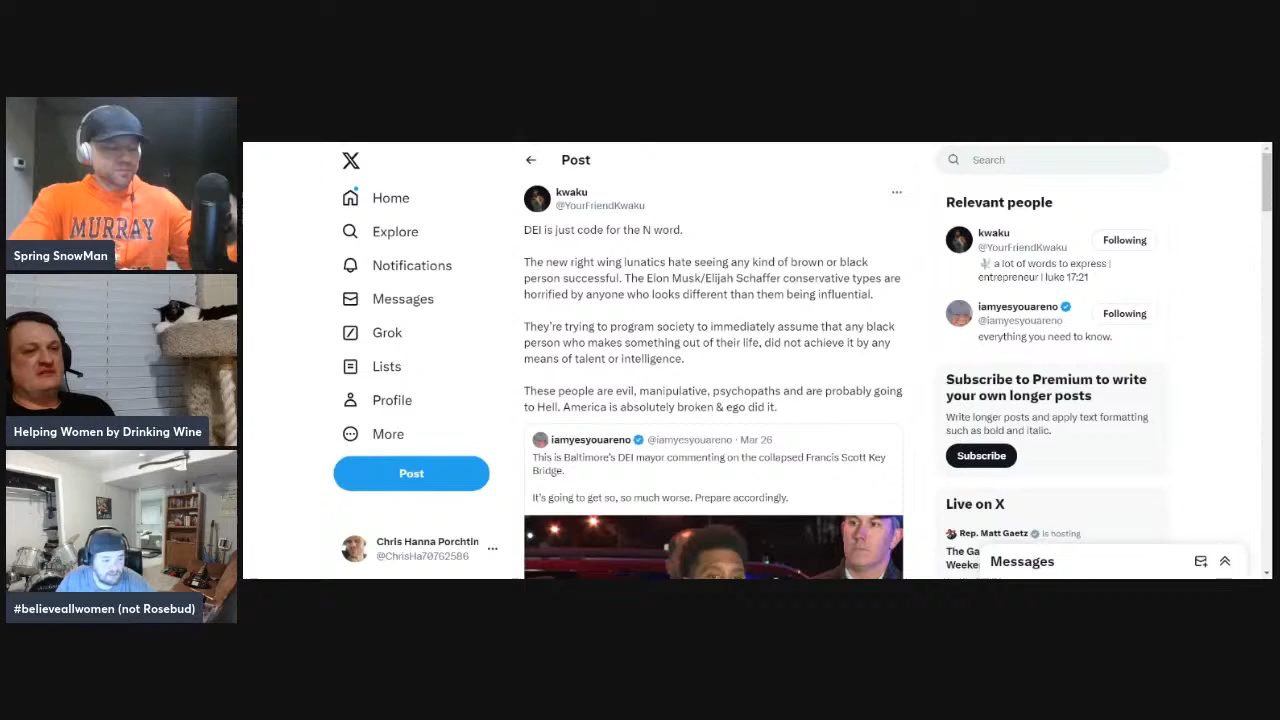 MURRAY
Spring SnowMan
Helping Women by Drinking Wine
#believeallwomen (not Rosebud)
Home
Explore
Notifications
Messages
Grok
Lists
Profile
More
Post
Chris Hanna Porchtin
@ChrisHa70762586
Post
kwaku
@YourFriendKwaku
DEI is just code for the N word.
The new right wing lunatics hate seeing any kind of brown or black
person successful. The Elon Musk/Elijah Schaffer conservative types are
horrified by anyone who looks different than them being influential.
They're trying to program society to immediately assume that any black
person who makes something out of their life, did not achieve it by any
means of talent or intelligence.
These people are evil, manipulative, psychopaths and are probably going
to Hell. America is absolutely broken & ego did it.
iamyesyouareno @iamyesyouareno · Mar 26
This is Baltimore's DEI mayor commenting on the collapsed Francis Scott Key
Bridge.
It's going to get so, so much worse. Prepare accordingly.
Search
Relevant people
kwaku
@YourFriendKwaku
Following
a lot of words to express |
entrepreneur | luke 17:21
iamyesyouareno
@iamyesyouareno
Following
everything you need to know.
Subscribe to Premium to write
your own longer posts
Write longer posts and apply text formatting
such as bold and italic.
Subscribe
Live on X
Rep. Matt Gaetz is hosting
The Ga
Weeke
Messages